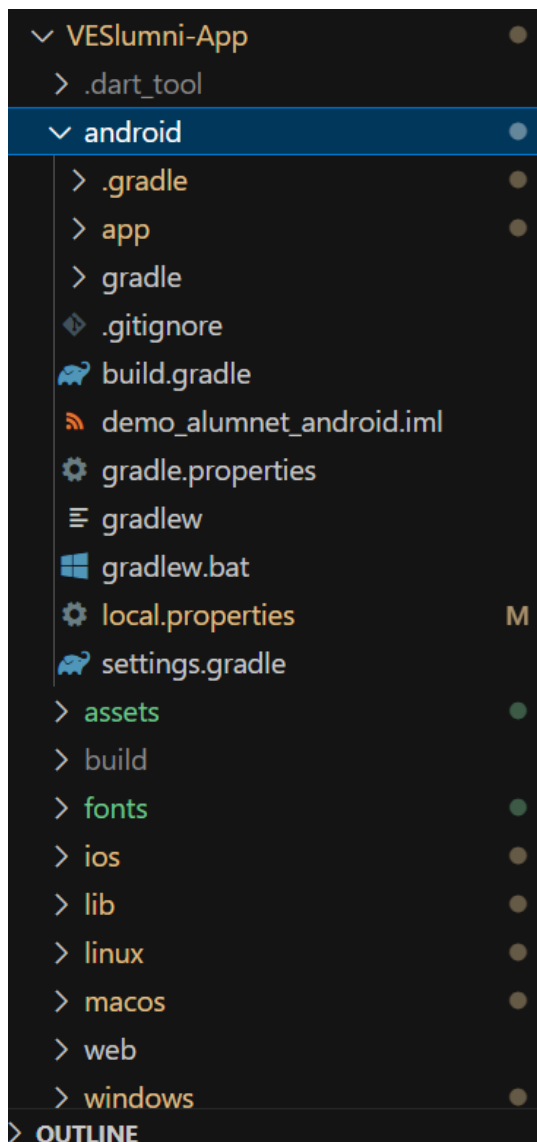 VESlumni-App
.dart_tool
android
.gradle
app
gradle
.gitignore
build.gradle
demo_alumnet_android.iml
gradle.properties
gradlew
gradlew.bat
local.properties M
settings.gradle
assets
build
fonts
ios
lib
linux
macos
web
windows
OUTLINE